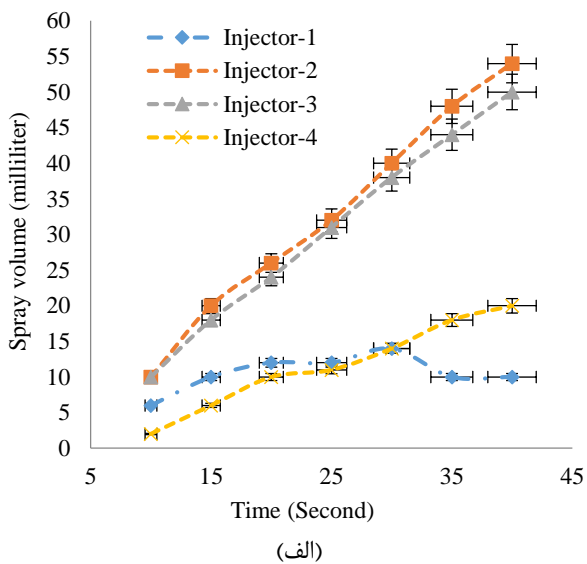 60
55
50
45
40
35
30
25
20
15
10
5
0
Spray volume (milliliter)
Injector-1
Injector-2
Injector-3
Injector-4
5 15 25 35 45
Time (Second)
(الف)